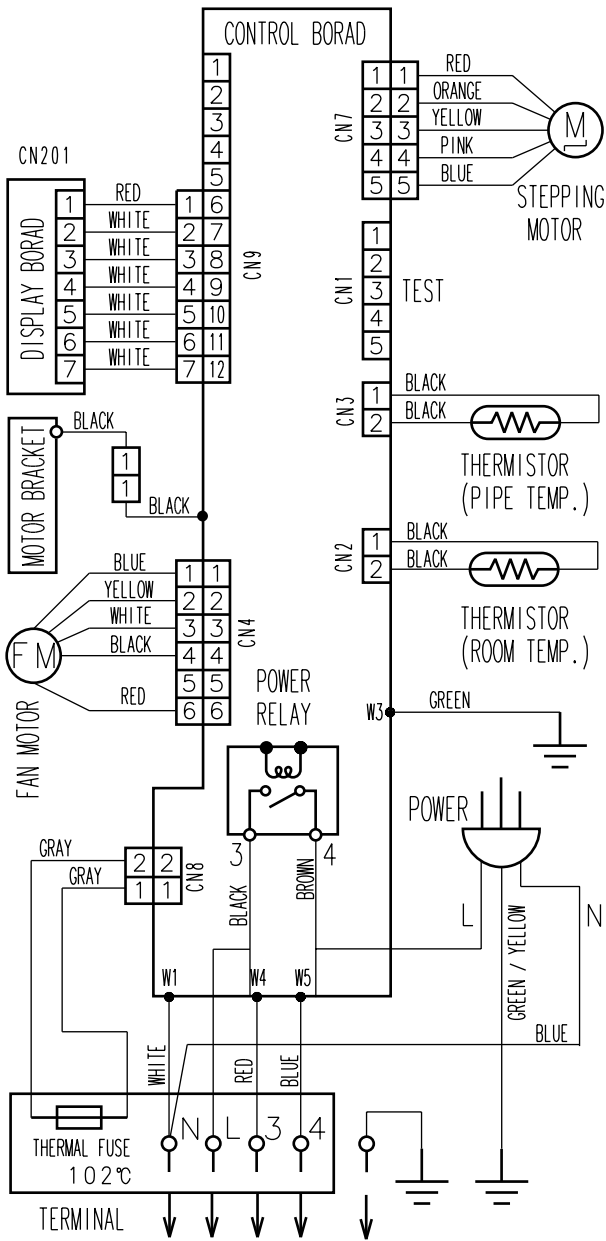 CONTROL BORAD
1
2
3
4
5
1 6
2 7
3 8
4 9
5 10
6 11
7 12
CN9
CN201
DISPLAY BORAD
1
2
3
4
5
6
7
RED
WHITE
WHITE
WHITE
WHITE
WHITE
WHITE
CN7
1 1
2 2
3 3
4 4
5 5
RED
ORANGE
YELLOW
PINK
BLUE
M
STEPPING
MOTOR
CN1
1
2
3
4
5
TEST
CN3
1
2
BLACK
BLACK
THERMISTOR
(PIPE TEMP.)
CN2
1
2
BLACK
BLACK
THERMISTOR
(ROOM TEMP.)
MOTOR BRACKET
BLACK
1
1
BLACK
FM
FAN MOTOR
BLUE
YELLOW
WHITE
BLACK
RED
1 1
2 2
3 3
4 4
5 5
6 6
CN4
POWER
RELAY
3
4
BLACK
BROWN
W3
GREEN
POWER
L
N
GREEN / YELLOW
BLUE
GRAY
GRAY
2 2
1 1
CN8
W1
W4
W5
WHITE
RED
BLUE
N
L
3
4
THERMAL FUSE
102℃
TERMINAL